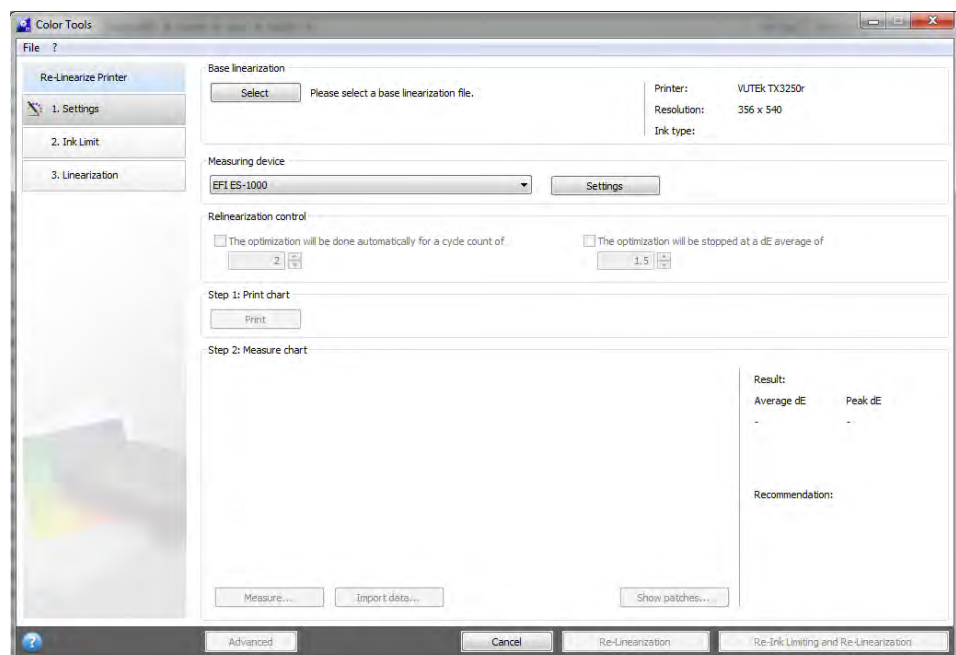 Color Tools
File ?
Re-Linearize Printer
1. Settings
2. Ink Limit
3. Linearization
Base linearization
Select Please select a base linearization file.
Printer: VUTEk TX3250r
Resolution: 356 x 540
Ink type:
Measuring device
EFI ES-1000 Settings
Relinearization control
The optimization will be done automatically for a cycle count of
2
The optimization will be stopped at a dE average of
1.5
Step 1: Print chart
Print
Step 2: Measure chart
Result:
Average dE Peak dE
- -
Recommendation:
Measure... Import data... Show patches...
Advanced Cancel Re-Linearization Re-Ink Limiting and Re-Linearization